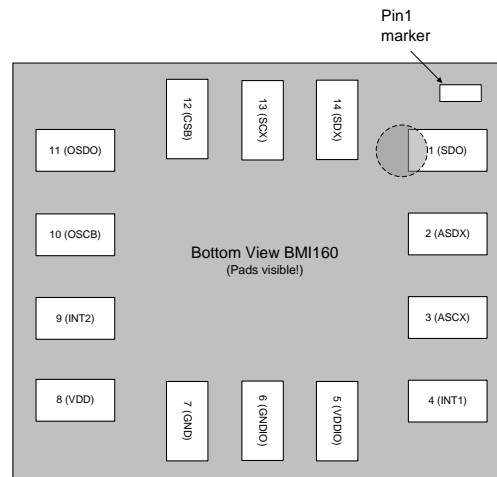 Pin1
marker
12 (CSB)
13 (SCX)
14 (SDX)
11 (OSDO)
1 (SDO)
10 (OSCB)
2 (ASDX)
Bottom View BMI160
(Pads visible!)
9 (INT2)
3 (ASCX)
8 (VDD)
4 (INT1)
7 (GND)
6 (GNDIO)
5 (VDDIO)